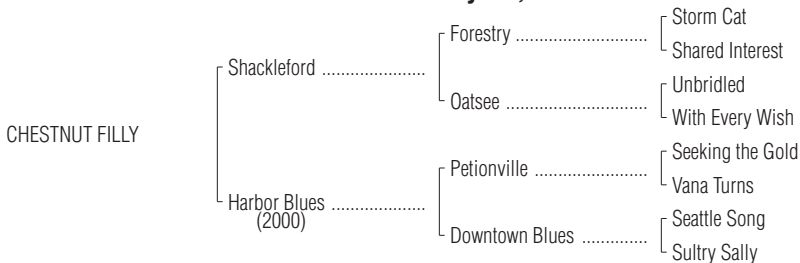 Storm Cat
Forestry ..............................
Shared Interest
Shackleford .......................
Unbridled
Oatsee ................................
With Every Wish
CHESTNUT FILLY
Seeking the Gold
Petionville ..........................
Vana Turns
Harbor Blues .....................
(2000)
Seattle Song
Downtown Blues ...............
Sultry Sally